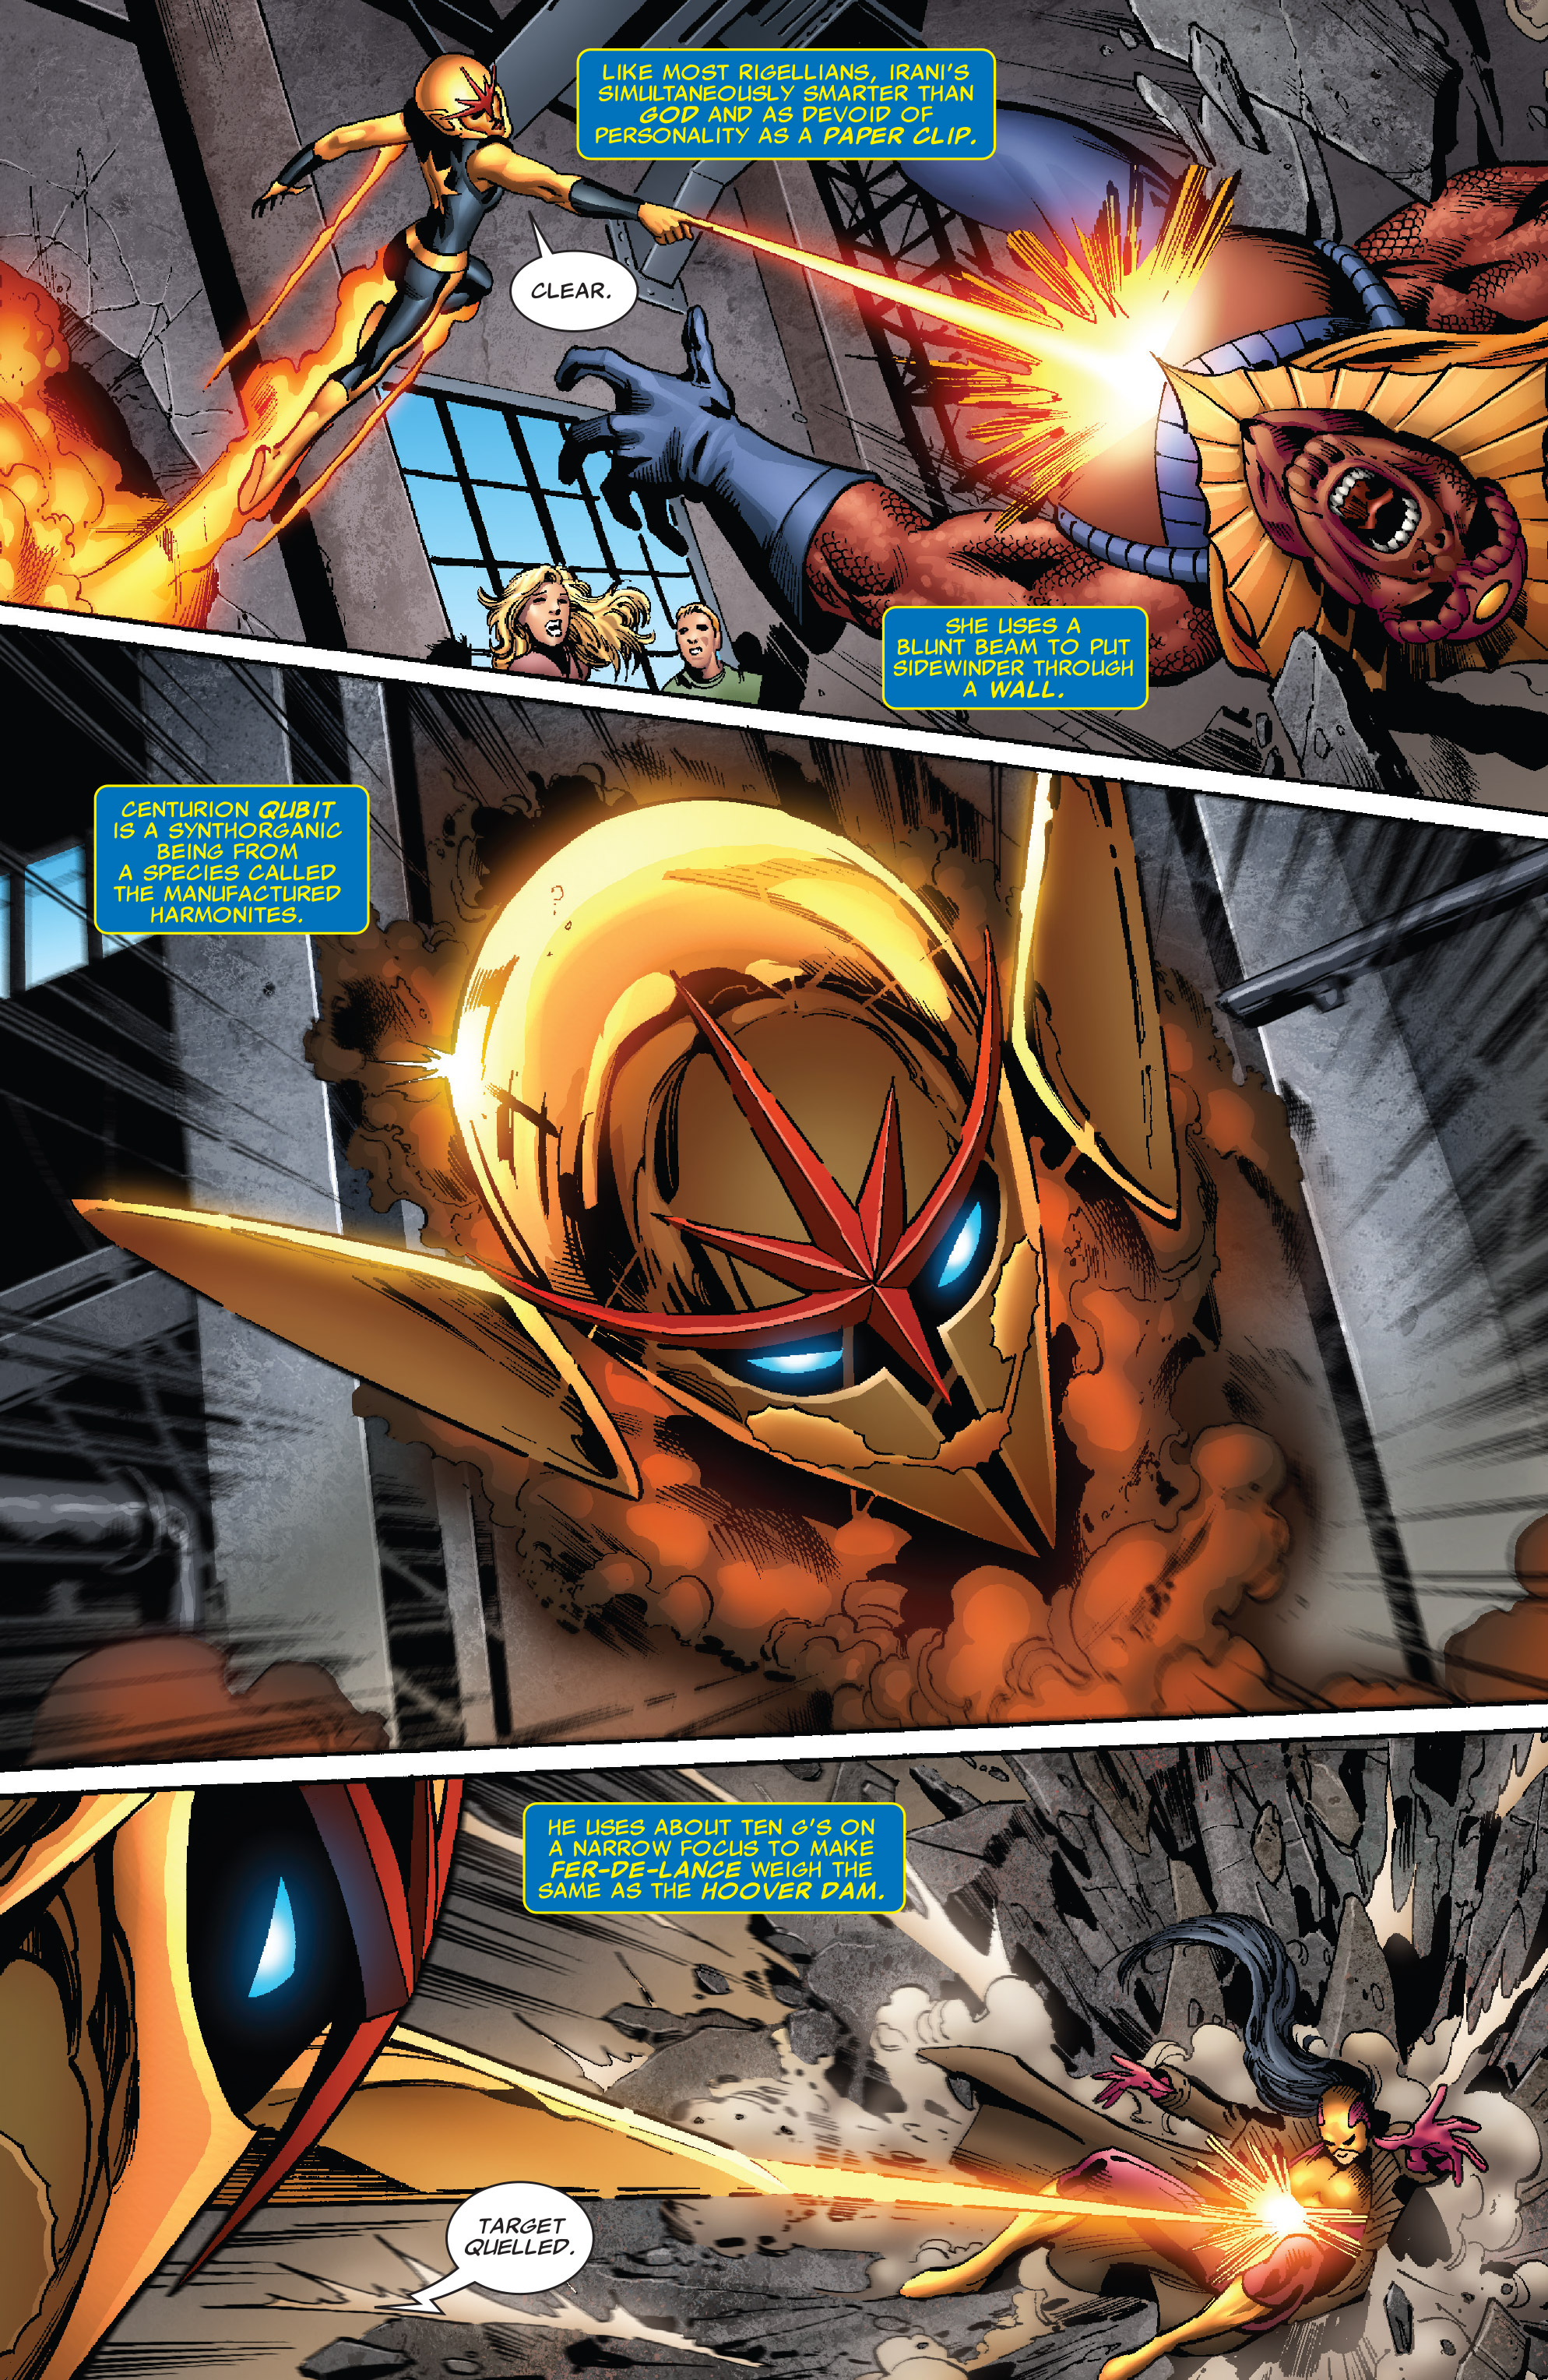 LIKE MOST RIGELLIANS, IRANI'S
SIMULTANEOUSLY SMARTER THAN
GOD AND AS DEVOID OF
PERSONALITY AS A PAPER CLIP.
CLEAR.
SHE USES A
BLUNT BEAM TO PUT
SIDEWINDER THROUGH
A WALL.
CENTURION QUBIT
IS A SYNTHORGANIC
BEING FROM
A SPECIES CALLED
THE MANUFACTURED
HARMONITES.
HE USES ABOUT TEN G'S ON
A NARROW FOCUS TO MAKE
FER-DE-LANCE WEIGH THE
SAME AS THE HOOVER DAM.
TARGET
QUELLED.